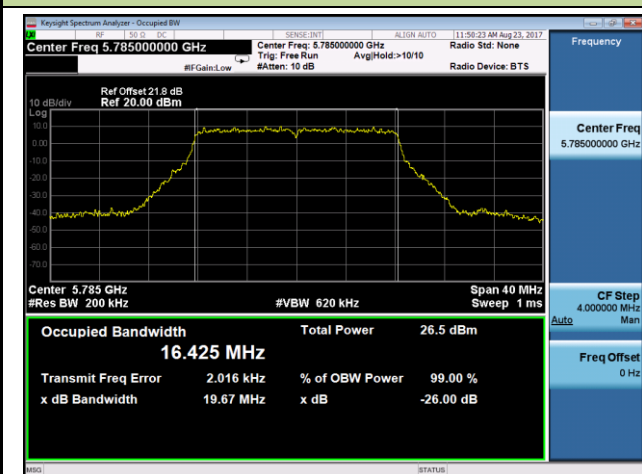 Keysight Spectrum Analyzer - Occupied BW
RF 50 Ω DC SENSE:INT ALIGN AUTO 11:50:23 AM Aug 23, 2017
Center Freq 5.785000000 GHz Center Freq: 5.785000000 GHz Radio Std: None Frequency
Trig: Free Run Avg|Hold:>10/10
#IFGain:Low #Atten: 10 dB Radio Device: BTS
Ref Offset 21.8 dB
10 dB/div Ref 20.00 dBm
Log
10.0
0.00
-10.0
-20.0
-30.0
-40.0
-50.0
-60.0
-70.0
Center Freq
5.785000000 GHz
Center 5.785 GHz Span 40 MHz
#Res BW 200 kHz #VBW 620 kHz Sweep 1 ms
CF Step
4.000000 MHz
Auto Man
Occupied Bandwidth Total Power 26.5 dBm
16.425 MHz
Transmit Freq Error 2.016 kHz % of OBW Power 99.00 %
x dB Bandwidth 19.67 MHz x dB -26.00 dB
Freq Offset
0 Hz
MSG STATUS